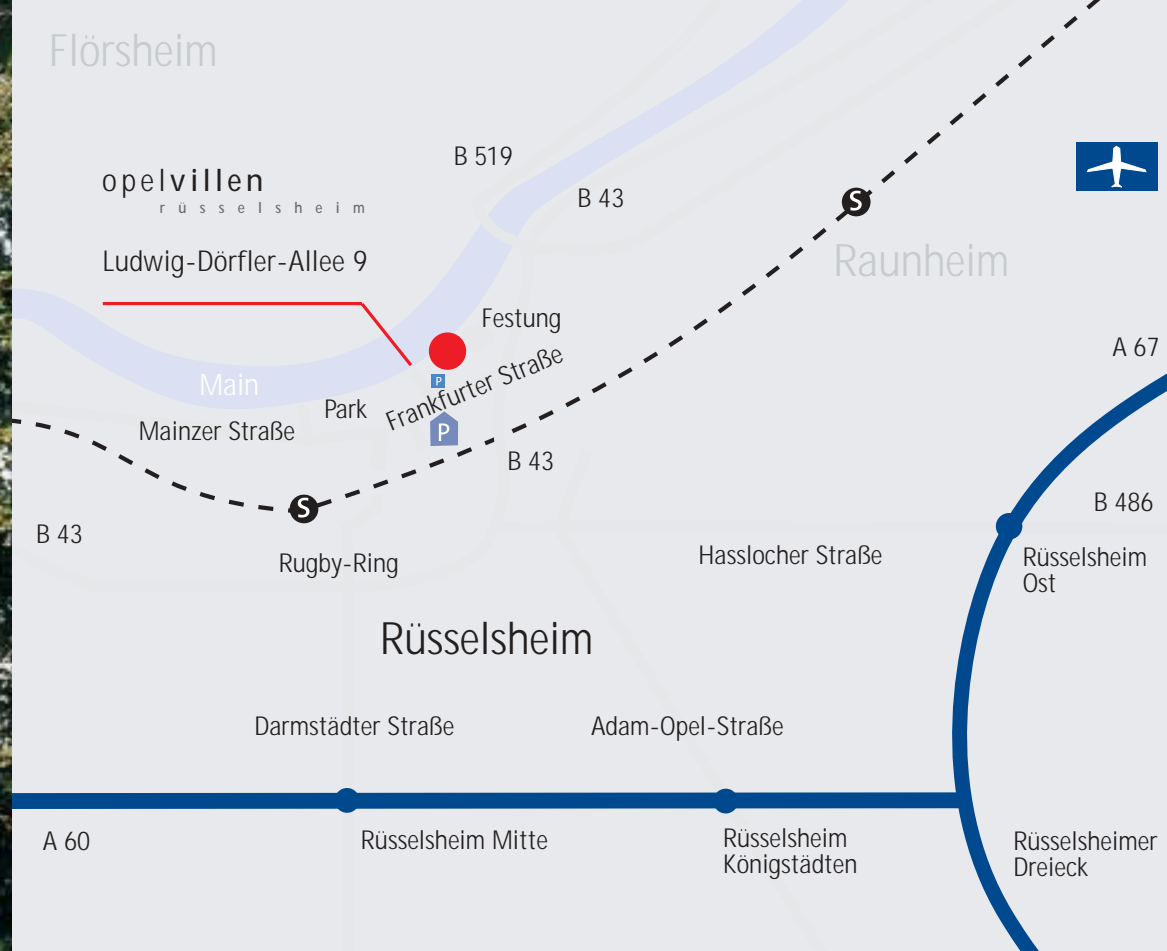 Flörsheim
B 519
opelvillen
rüsselsheim
B 43
S
Raunheim
Ludwig-Dörfler-Allee 9
Festung
A 67
Main
P
Frankfurter Straße
Park
Mainzer Straße
P
B 43
B 486
S
B 43
Rugby-Ring
Hasslocher Straße
Rüsselsheim
Ost
Rüsselsheim
Darmstädter Straße
Adam-Opel-Straße
A 60
Rüsselsheim Mitte
Rüsselsheim
Königstädten
Rüsselsheimer
Dreieck